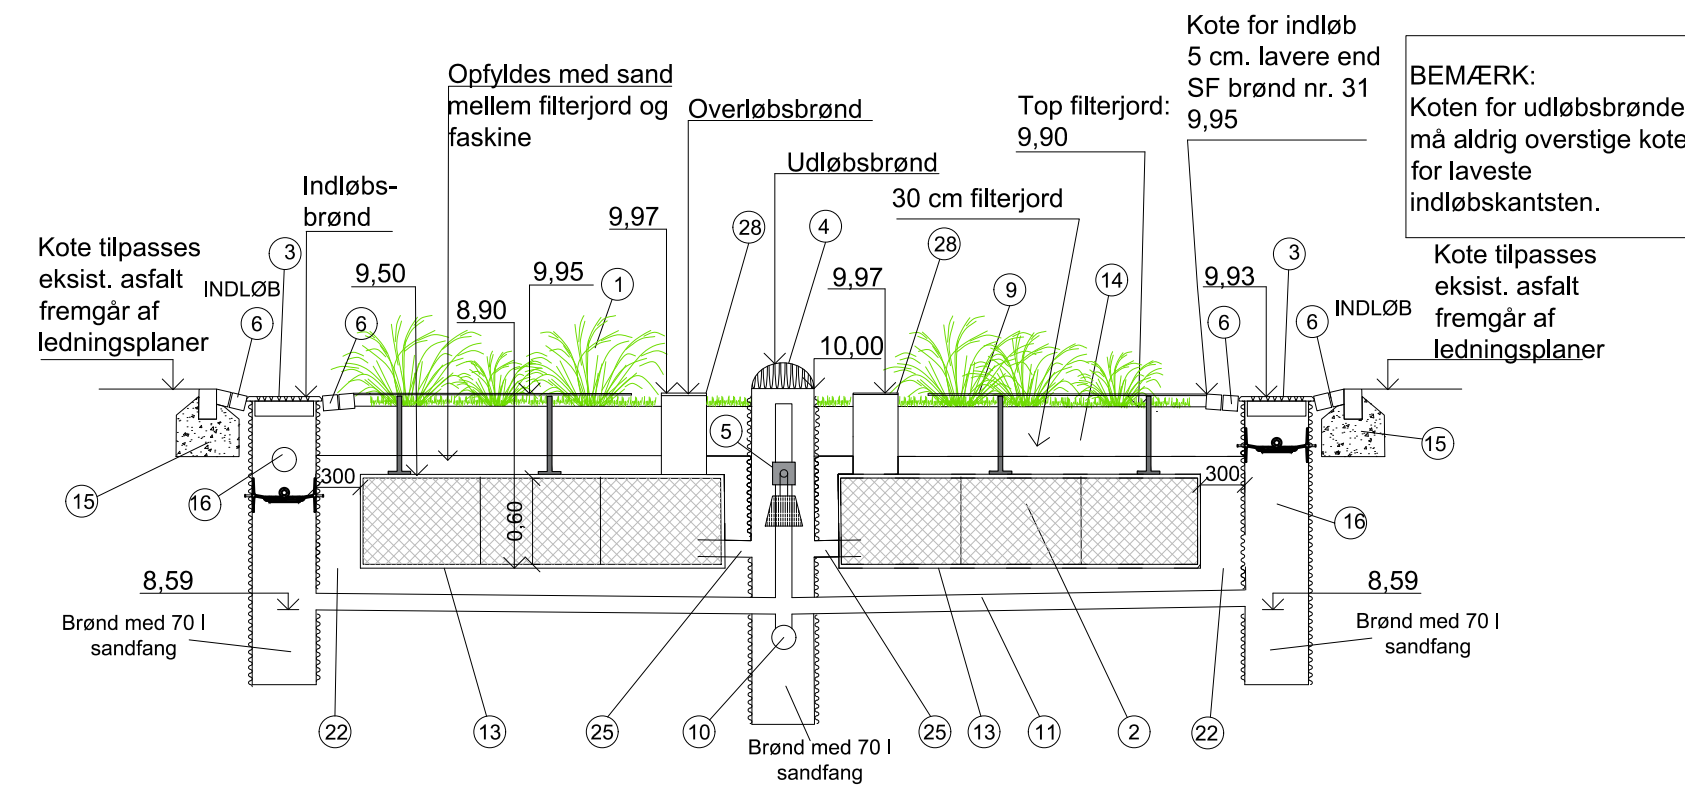 Kote for indløb
5 cm. lavere end
SF brønd nr. 31
9,95
BEMÆRK:
Koten for udløbsbrønde
må aldrig overstige kote
for laveste
indløbskantsten.
Opfyldes med sand
mellem filterjord og
faskine
Overløbsbrønd
Top filterjord:
9,90
Udløbsbrønd
Indløbs-
brønd
30 cm filterjord
9,97
28
4
28
3
3
Kote tilpasses
eksist. asfalt
fremgår af
ledningsplaner
INDLØB
6
6
9,50
8,90
9,95
1
9,97
10,00
9
14
9,93
6
6
INDLØB
Kote tilpasses
eksist. asfalt
fremgår af
ledningsplaner
5
15
16
300
0,60
300
16
15
8,59
8,59
Brønd med 70 l
sandfang
Brønd med 70 l
sandfang
22
13
25
10
25
13
11
2
22
Brønd med 70 l
sandfang